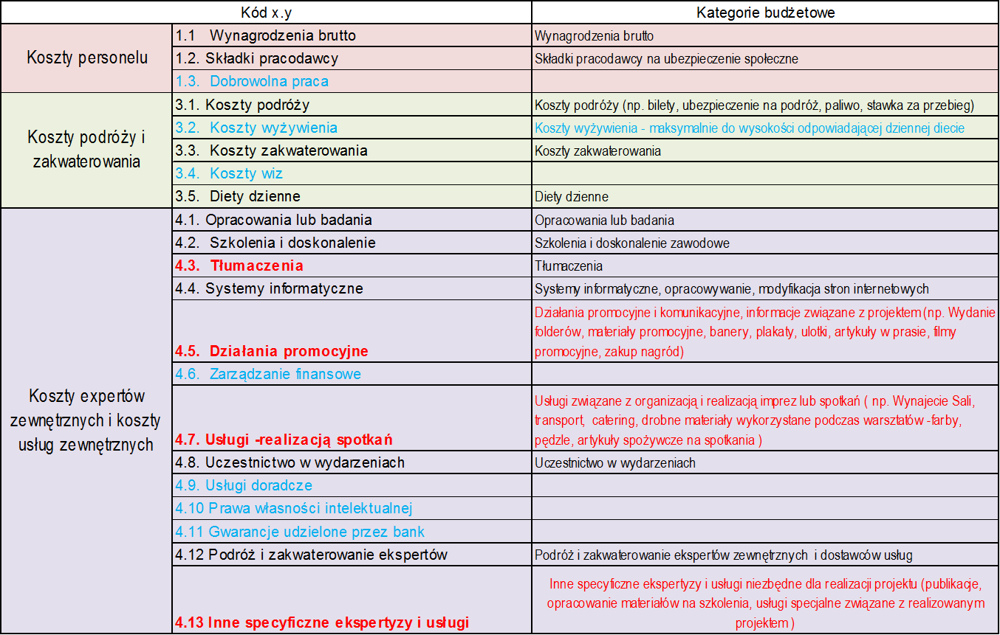 Kód x.y
Kategorie budżetowe
Koszty personelu
1.1 Wynagrodzenia brutto
Wynagrodzenia brutto
1.2. Składki pracodawcy
Składki pracodawcy na ubezpieczenie społeczne
1.3. Dobrowolna praca
Koszty podróży i
zakwaterowania
3.1. Koszty podróży
Koszty podróży (np. bilety, ubezpieczenie na podróż, paliwo, stawka za przebieg)
3.2. Koszty wyżywienia
Koszty wyżywienia - maksymalnie do wysokości odpowiadającej dziennej diecie
3.3. Koszty zakwaterowania
Koszty zakwaterowania
3.4. Koszty wiz
3.5. Diety dzienne
Diety dzienne
Koszty expertów
zewnętrznych i koszty
usług zewnętrznych
4.1. Opracowania lub badania
Opracowania lub badania
4.2. Szkolenia i doskonalenie
Szkolenia i doskonalenie zawodowe
4.3. Tłumaczenia
Tłumaczenia
4.4. Systemy informatyczne
Systemy informatyczne, opracowywanie, modyfikacja stron internetowych
4.5. Działania promocyjne
Działania promocyjne i komunikacyjne, informacje związane z projektem (np. Wydanie
folderów, materiały promocyjne, banery, plakaty, ulotki, artykuły w prasie, filmy
promocyjne, zakup nagród)
4.6. Zarządzanie finansowe
4.7. Usługi -realizacją spotkań
Usługi związane z organizacją i realizacją imprez lub spotkań ( np. Wynajecie Sali,
transport, catering, drobne materiały wykorzystane podczas warsztatów -farby,
pędzle, artykuły spożywcze na spotkania )
4.8. Uczestnictwo w wydarzeniach
Uczestnictwo w wydarzeniach
4.9. Usługi doradcze
4.10 Prawa własności intelektualnej
4.11 Gwarancje udzielone przez bank
4.12 Podróż i zakwaterowanie ekspertów
Podróż i zakwaterowanie ekspertów zewnętrznych i dostawców usług
4.13 Inne specyficzne ekspertyzy i usługi
Inne specyficzne ekspertyzy i usługi niezbędne dla realizacji projektu (publikacje,
opracowanie materiałów na szkolenia, usługi specjalne związane z realizowanym
projektem )